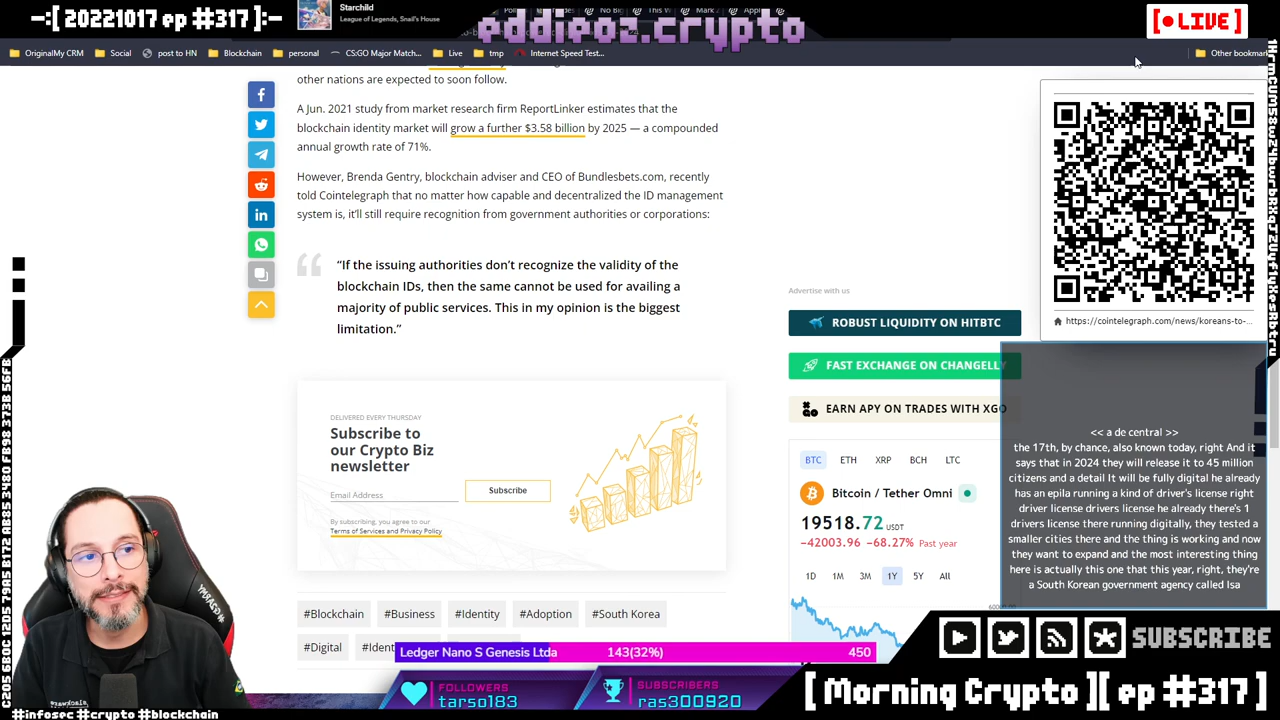 -:[ 20221017 ep #317]:-
Starchild
League of Legends, Snail's House
eddieoz.crypto
[ • LIVE ]
OriginalMy CRM
Social
post to HN
Blockchain
personal
CS:GO Major Match...
Live
tmp
Internet Speed Test...
Other bookmar
other nations are expected to soon follow.
A Jun. 2021 study from market research firm ReportLinker estimates that the
blockchain identity market will grow a further $3.58 billion by 2025 — a compounded
annual growth rate of 71%.
However, Brenda Gentry, blockchain adviser and CEO of Bundlesbets.com, recently
told Cointelegraph that no matter how capable and decentralized the ID management
system is, it'll still require recognition from government authorities or corporations:
“If the issuing authorities don’t recognize the validity of the
blockchain IDs, then the same cannot be used for availing a
majority of public services. This in my opinion is the biggest
limitation.”
DELIVERED EVERY THURSDAY
Subscribe to
our Crypto Biz
newsletter
Email Address
Subscribe
By subscribing, you agree to our
Terms of Services and Privacy Policy
#Blockchain
#Business
#Identity
#Adoption
#South Korea
#Digital
#Ident
Advertise with us
ROBUST LIQUIDITY ON HITBTC
FAST EXCHANGE ON CHANGELLY
EARN APY ON TRADES WITH XGO
BTC
ETH
XRP
BCH
LTC
Bitcoin / Tether Omni
19518.72 USDT
−42003.96 −68.27% Past year
1D
1M
3M
1Y
5Y
All
https://cointelegraph.com/news/koreans-to-...
<< a de central >>
the 17th, by chance, also known today, right And it
says that in 2024 they will release it to 45 million
citizens and a detail It will be fully digital he already
has an epila running a kind of driver's license right
driver license drivers license he already there's 1
drivers license there running digitally, they tested a
smaller cities there and the thing is working and now
they want to expand and the most interesting thing
here is actually this one that this year, right, they're
a South Korean government agency called Isa
Ledger Nano S Genesis Ltda
143(32%)
450
FOLLOWERS
tarso183
SUBSCRIBERS
ras300920
SUBSCRIBE
[ Morning Crypto ][ ep #317 ]
#infosec #crypto #blockchain